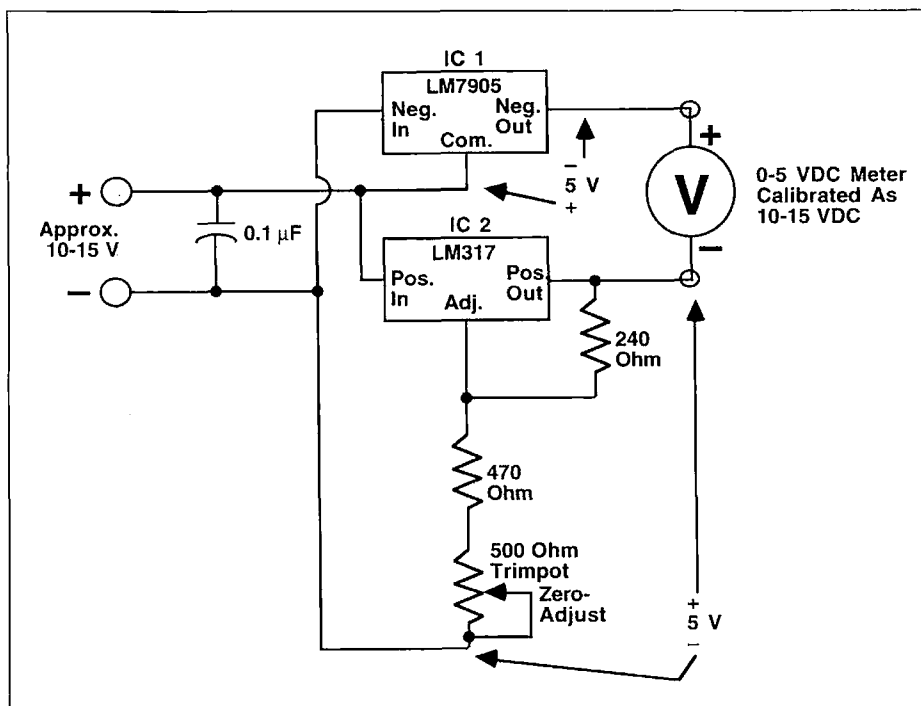 IC 1
LM7905
Neg.
In
Neg.
Out
Com.
+
Approx.
10-15 V
−
0.1 µF
−
5 V
+
+
V
−
0-5 VDC Meter
Calibrated As
10-15 VDC
IC 2
LM317
Pos.
In
Pos.
Out
Adj.
240
Ohm
470
Ohm
500 Ohm
Trimpot
Zero-
Adjust
+
5 V
−